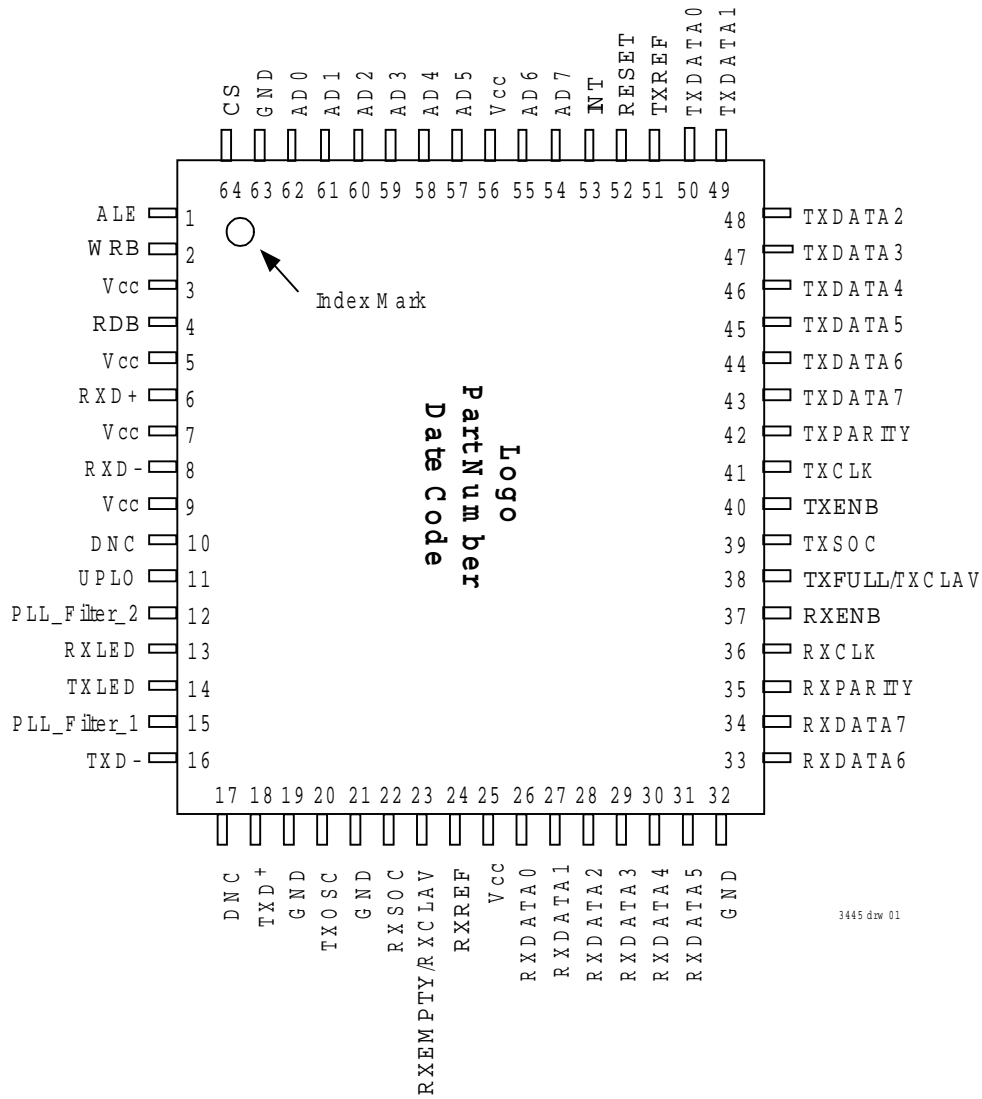 CS
GND
AD0
AD1
AD2
AD3
AD4
AD5
Vcc
AD6
AD7
INT
RESET
TXREF
TXDATA0
TXDATA1
64 63 62 61 60 59 58 57 56 55 54 53 52 51 50 49
ALE 1
WRB 2
Vcc 3
RDB 4
Vcc 5
RXD+ 6
Vcc 7
RXD- 8
Vcc 9
DNC 10
UPLO 11
PLL_Filter_2 12
RXLED 13
TXLED 14
PLL_Filter_1 15
TXD- 16
Index Mark
Logo
Part Number
Date Code
48 TXDATA2
47 TXDATA3
46 TXDATA4
45 TXDATA5
44 TXDATA6
43 TXDATA7
42 TXPARITY
41 TXCLK
40 TXENB
39 TXSOC
38 TXFULL/TXCLAV
37 RXENB
36 RXCLK
35 RXPARITY
34 RXDATA7
33 RXDATA6
17 18 19 20 21 22 23 24 25 26 27 28 29 30 31 32
DNC
TXD+
GND
TXOSC
GND
RXSOC
RXEMPTY/RXCLAV
RXREF
Vcc
RXDATA0
RXDATA1
RXDATA2
RXDATA3
RXDATA4
RXDATA5
GND
3445 drw 01